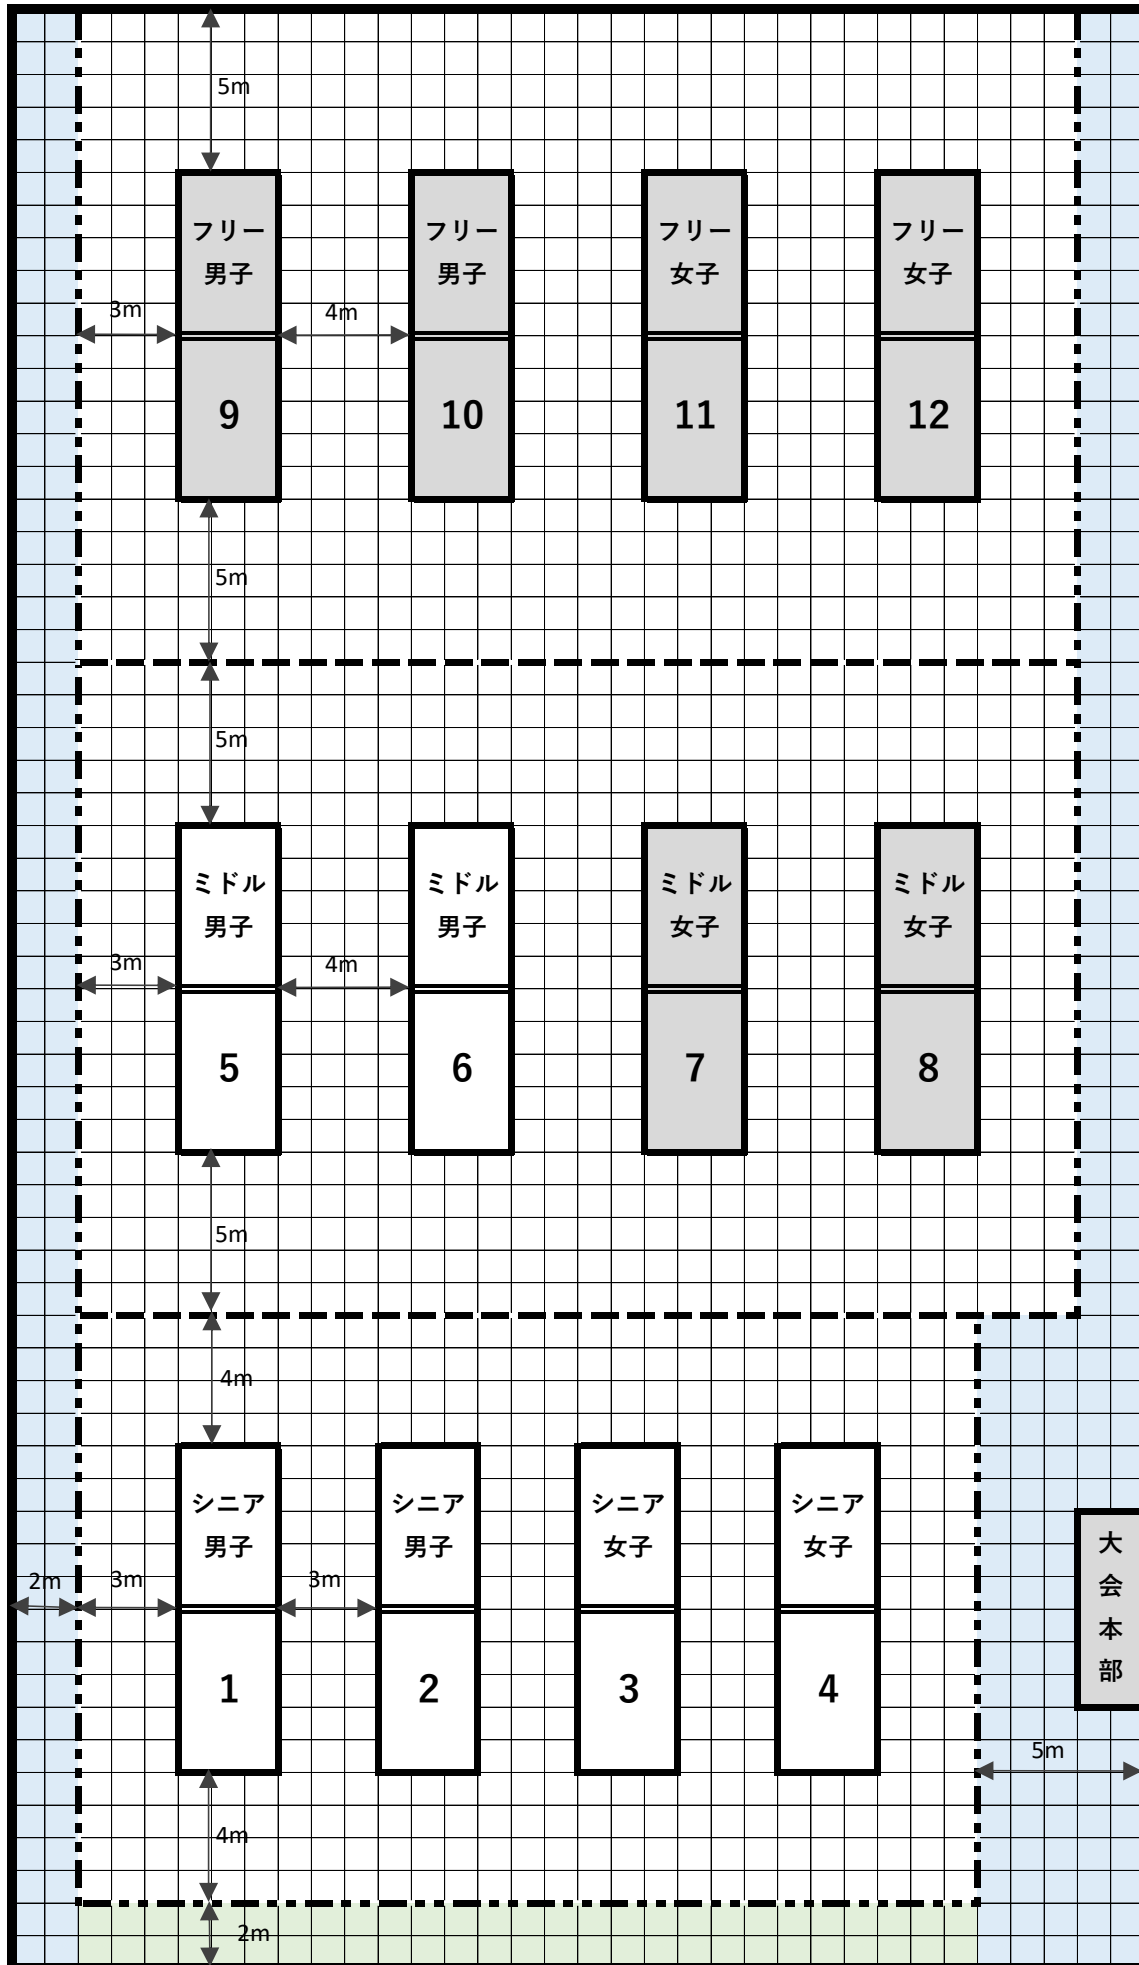 5m
フリー
男子
フリー
男子
フリー
女子
フリー
女子
3m
4m
9
10
11
12
5m
5m
ミドル
男子
ミドル
男子
ミドル
女子
ミドル
女子
3m
4m
5
6
7
8
5m
4m
シニア
男子
シニア
男子
シニア
女子
シニア
女子
大
会
本
部
2m
3m
3m
1
2
3
4
5m
4m
2m